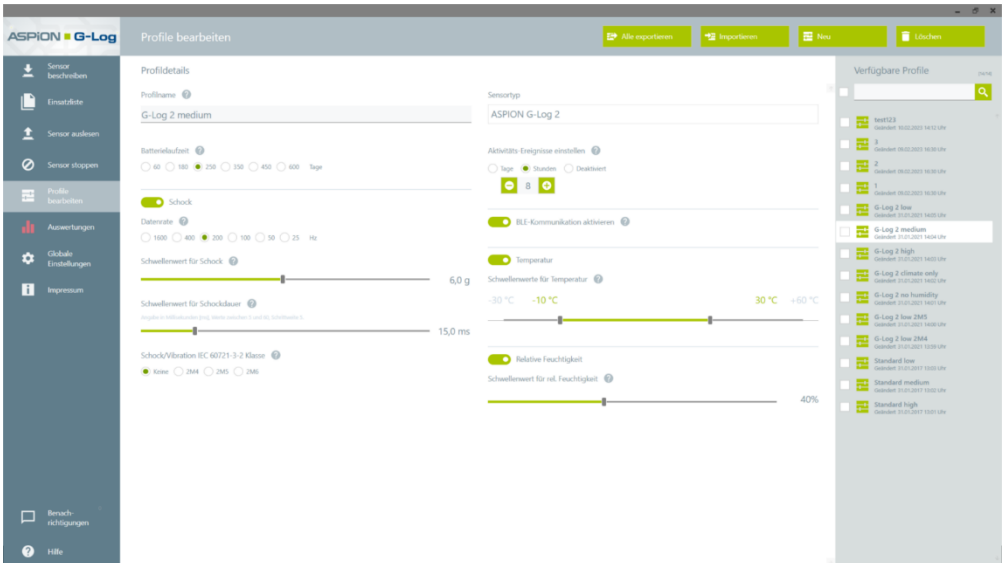 ASPION G-Log
Profile bearbeiten
Alle exportieren
Importieren
Neu
Löschen
Sensor
beschreiben
Einsatzliste
Sensor auslesen
Sensor stoppen
Profile
bearbeiten
Auswertungen
Globale
Einstellungen
Impressum
Benach-
richtigungen
Hilfe
Profildetails
Profilname
G-Log 2 medium
Batterielaufzeit
60 180 250 350 450 600 Tage
Schock
Datenrate
1600 400 200 100 50 25 Hz
Schwellenwert für Schock
6,0 g
Schwellenwert für Schockdauer
15,0 ms
Schock/Vibration IEC 60721-3-2 Klasse
Keine 2M4 2M5 2M6
Sensortyp
ASPION G-Log 2
Aktivitäts-Ereignisse einstellen
Tage Stunden Deaktiviert
8
BLE-Kommunikation aktivieren
Temperatur
Schwellenwerte für Temperatur
-30 °C -10 °C 30 °C +60 °C
Relative Feuchtigkeit
Schwellenwert für rel. Feuchtigkeit
40%
Verfügbare Profile
test123
3
2
1
G-Log 2 low
G-Log 2 medium
Geändert 31.01.2021 14:04 Uhr
G-Log 2 high
G-Log 2 climate only
G-Log 2 no humidity
G-Log 2 low 2M5
G-Log 2 low 2M4
Standard low
Standard medium
Standard high